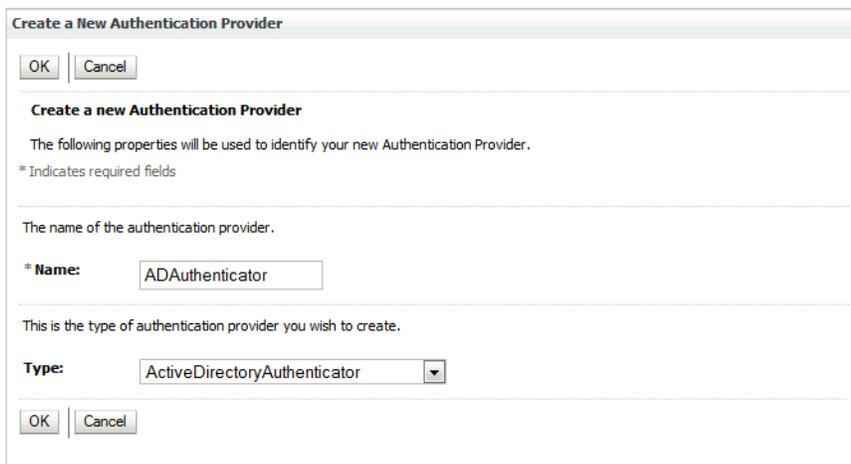 Create a New Authentication Provider
OK Cancel
Create a new Authentication Provider
The following properties will be used to identify your new Authentication Provider.
* Indicates required fields
The name of the authentication provider.
* Name: ADAuthenticator
This is the type of authentication provider you wish to create.
Type: ActiveDirectoryAuthenticator
OK Cancel